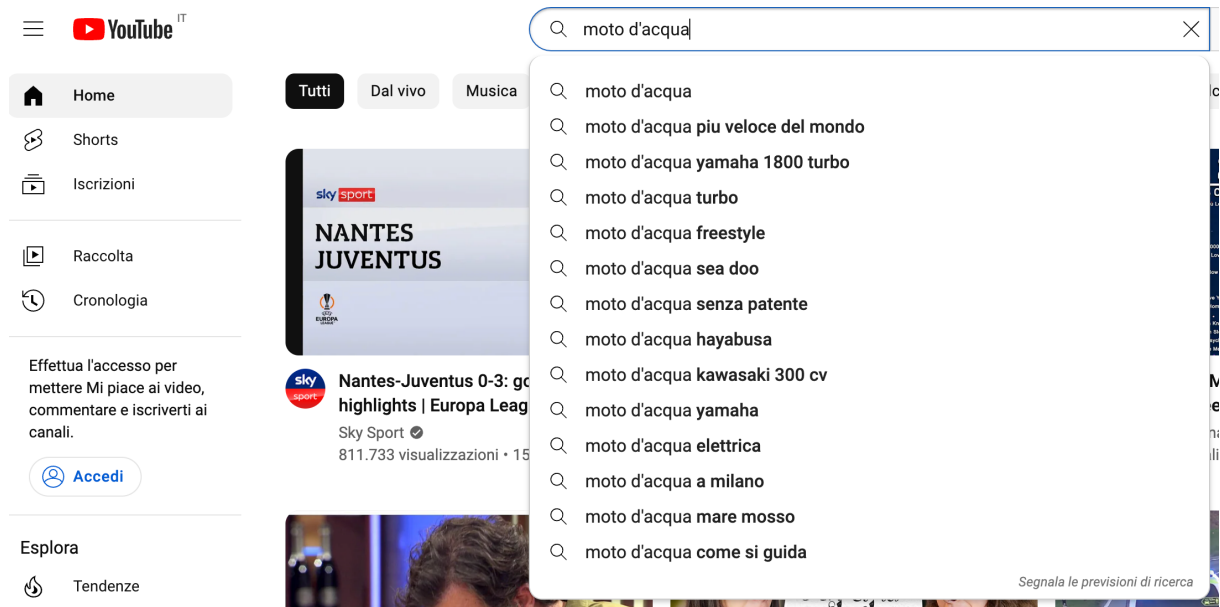 YouTube IT
moto d'acqua
Home
Shorts
Iscrizioni
Raccolta
Cronologia
Effettua l'accesso per
mettere Mi piace ai video,
commentare e iscriverti ai
canali.
Accedi
Esplora
Tendenze
Tutti
Dal vivo
Musica
sky sport
NANTES
JUVENTUS
EUROPA
LEAGUE
sky
sport
Nantes-Juventus 0-3:
highlights | Europa Leag
Sky Sport
811.733 visualizzazioni • 15
moto d'acqua
moto d'acqua piu veloce del mondo
moto d'acqua yamaha 1800 turbo
moto d'acqua turbo
moto d'acqua freestyle
moto d'acqua sea doo
moto d'acqua senza patente
moto d'acqua hayabusa
moto d'acqua kawasaki 300 cv
moto d'acqua yamaha
moto d'acqua elettrica
moto d'acqua a milano
moto d'acqua mare mosso
moto d'acqua come si guida
Segnala le previsioni di ricerca